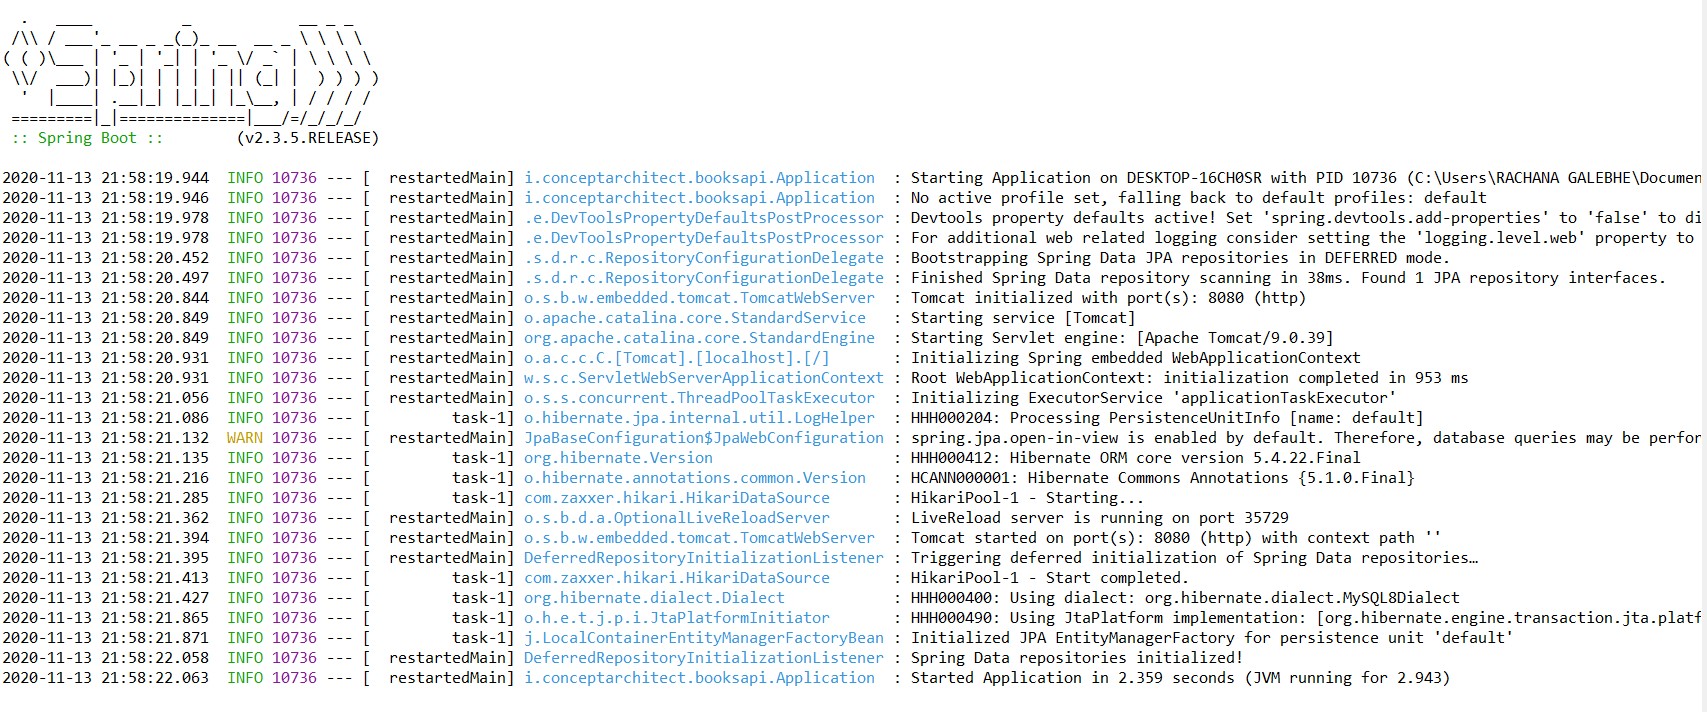 .   ____          _            __ _ _
 /\\ / ___'_ __ _ _(_)_ __  __ _ \ \ \ \
( ( )\___ | '_ | '_| | '_ \/ _` | \ \ \ \
 \\/  ___)| |_)| | | | | || (_| |  ) ) ) )
  '  |____| .__|_| |_|_| |_\__, | / / / /
 =========|_|==============|___/=/_/_/_/
 :: Spring Boot ::        (v2.3.5.RELEASE)

2020-11-13 21:58:19.944  INFO 10736 --- [  restartedMain] i.conceptarchitect.booksapi.Application  : Starting Application on DESKTOP-16CH0SR with PID 10736 (C:\Users\RACHANA GALEBHE\Documen
2020-11-13 21:58:19.946  INFO 10736 --- [  restartedMain] i.conceptarchitect.booksapi.Application  : No active profile set, falling back to default profiles: default
2020-11-13 21:58:19.978  INFO 10736 --- [  restartedMain] .e.DevToolsPropertyDefaultsPostProcessor : Devtools property defaults active! Set 'spring.devtools.add-properties' to 'false' to di
2020-11-13 21:58:19.978  INFO 10736 --- [  restartedMain] .e.DevToolsPropertyDefaultsPostProcessor : For additional web related logging consider setting the 'logging.level.web' property to
2020-11-13 21:58:20.452  INFO 10736 --- [  restartedMain] .s.d.r.c.RepositoryConfigurationDelegate : Bootstrapping Spring Data JPA repositories in DEFERRED mode.
2020-11-13 21:58:20.497  INFO 10736 --- [  restartedMain] .s.d.r.c.RepositoryConfigurationDelegate : Finished Spring Data repository scanning in 38ms. Found 1 JPA repository interfaces.
2020-11-13 21:58:20.844  INFO 10736 --- [  restartedMain] o.s.b.w.embedded.tomcat.TomcatWebServer  : Tomcat initialized with port(s): 8080 (http)
2020-11-13 21:58:20.849  INFO 10736 --- [  restartedMain] o.apache.catalina.core.StandardService   : Starting service [Tomcat]
2020-11-13 21:58:20.849  INFO 10736 --- [  restartedMain] org.apache.catalina.core.StandardEngine  : Starting Servlet engine: [Apache Tomcat/9.0.39]
2020-11-13 21:58:20.931  INFO 10736 --- [  restartedMain] o.a.c.c.C.[Tomcat].[localhost].[/]       : Initializing Spring embedded WebApplicationContext
2020-11-13 21:58:20.931  INFO 10736 --- [  restartedMain] w.s.c.ServletWebServerApplicationContext : Root WebApplicationContext: initialization completed in 953 ms
2020-11-13 21:58:21.056  INFO 10736 --- [  restartedMain] o.s.s.concurrent.ThreadPoolTaskExecutor  : Initializing ExecutorService 'applicationTaskExecutor'
2020-11-13 21:58:21.086  INFO 10736 --- [         task-1] o.hibernate.jpa.internal.util.LogHelper  : HHH000204: Processing PersistenceUnitInfo [name: default]
2020-11-13 21:58:21.132  WARN 10736 --- [  restartedMain] JpaBaseConfiguration$JpaWebConfiguration : spring.jpa.open-in-view is enabled by default. Therefore, database queries may be perfor
2020-11-13 21:58:21.135  INFO 10736 --- [         task-1] org.hibernate.Version                    : HHH000412: Hibernate ORM core version 5.4.22.Final
2020-11-13 21:58:21.216  INFO 10736 --- [         task-1] o.hibernate.annotations.common.Version   : HCANN000001: Hibernate Commons Annotations {5.1.0.Final}
2020-11-13 21:58:21.285  INFO 10736 --- [         task-1] com.zaxxer.hikari.HikariDataSource       : HikariPool-1 - Starting...
2020-11-13 21:58:21.362  INFO 10736 --- [  restartedMain] o.s.b.d.a.OptionalLiveReloadServer       : LiveReload server is running on port 35729
2020-11-13 21:58:21.394  INFO 10736 --- [  restartedMain] o.s.b.w.embedded.tomcat.TomcatWebServer  : Tomcat started on port(s): 8080 (http) with context path ''
2020-11-13 21:58:21.395  INFO 10736 --- [  restartedMain] DeferredRepositoryInitializationListener : Triggering deferred initialization of Spring Data repositories…
2020-11-13 21:58:21.413  INFO 10736 --- [         task-1] com.zaxxer.hikari.HikariDataSource       : HikariPool-1 - Start completed.
2020-11-13 21:58:21.427  INFO 10736 --- [         task-1] org.hibernate.dialect.Dialect            : HHH000400: Using dialect: org.hibernate.dialect.MySQL8Dialect
2020-11-13 21:58:21.865  INFO 10736 --- [         task-1] o.h.e.t.j.p.i.JtaPlatformInitiator       : HHH000490: Using JtaPlatform implementation: [org.hibernate.engine.transaction.jta.platf
2020-11-13 21:58:21.871  INFO 10736 --- [         task-1] j.LocalContainerEntityManagerFactoryBean : Initialized JPA EntityManagerFactory for persistence unit 'default'
2020-11-13 21:58:22.058  INFO 10736 --- [  restartedMain] DeferredRepositoryInitializationListener : Spring Data repositories initialized!
2020-11-13 21:58:22.063  INFO 10736 --- [  restartedMain] i.conceptarchitect.booksapi.Application  : Started Application in 2.359 seconds (JVM running for 2.943)